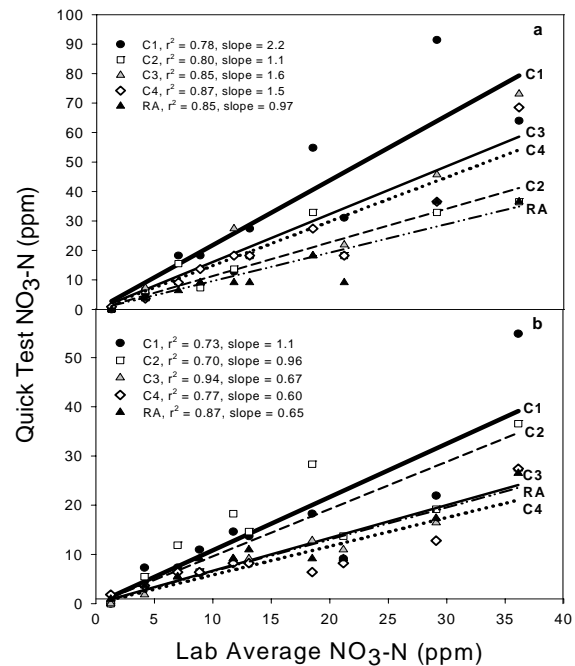 100
90
80
70
60
50
40
30
20
10
0
a
C1, r² = 0.78, slope = 2.2
C2, r² = 0.80, slope = 1.1
C3, r² = 0.85, slope = 1.6
C4, r² = 0.87, slope = 1.5
RA, r² = 0.85, slope = 0.97
C1
C3
C4
C2
RA
Quick Test NO₃-N (ppm)
50
40
30
20
10
0
b
C1, r² = 0.73, slope = 1.1
C2, r² = 0.70, slope = 0.96
C3, r² = 0.94, slope = 0.67
C4, r² = 0.77, slope = 0.60
RA, r² = 0.87, slope = 0.65
C1
C2
C3
RA
C4
0 5 10 15 20 25 30 35 40
Lab Average NO₃-N (ppm)